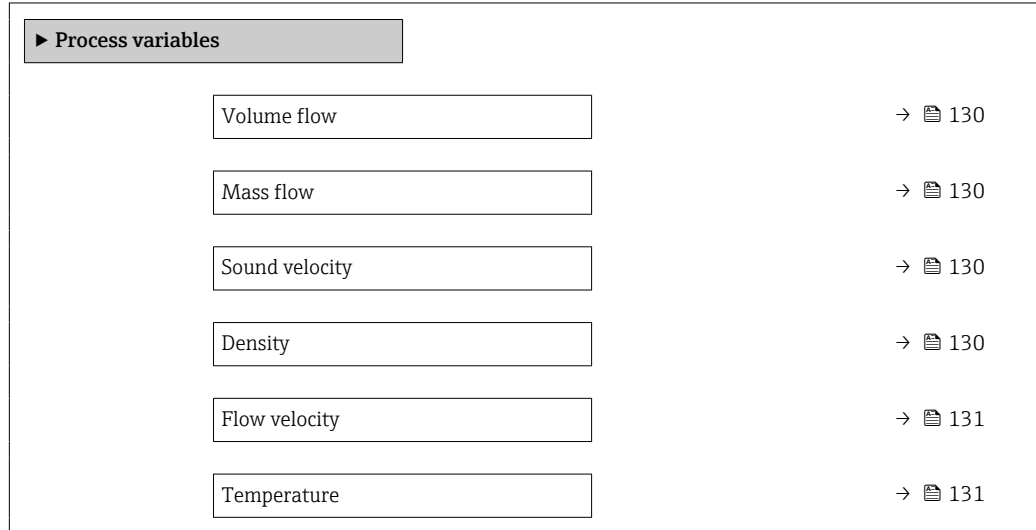 ▶ Process variables
Volume flow → 130
Mass flow → 130
Sound velocity → 130
Density → 130
Flow velocity → 131
Temperature → 131